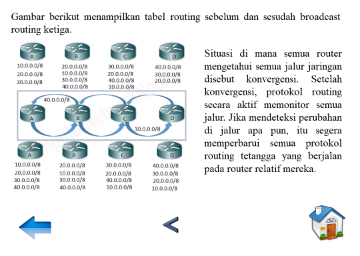 Gambar berikut menampilkan tabel routing sebelum dan sesudah broadcast
routing ketiga.
A B C D
10.0.0.0/8 20.0.0.0/8 30.0.0.0/8 40.0.0.0/8
20.0.0.0/8 10.0.0.0/8 20.0.0.0/8 30.0.0.0/8
30.0.0.0/8 30.0.0.0/8 40.0.0.0/8 20.0.0.0/8
40.0.0.0/8 10.0.0.0/8
40.0.0.0/8
A B C D
10.0.0.0/8
A B C D
10.0.0.0/8 20.0.0.0/8 30.0.0.0/8 40.0.0.0/8
20.0.0.0/8 10.0.0.0/8 20.0.0.0/8 30.0.0.0/8
30.0.0.0/8 30.0.0.0/8 40.0.0.0/8 20.0.0.0/8
40.0.0.0/8 40.0.0.0/8 10.0.0.0/8 10.0.0.0/8
Situasi di mana semua router
mengetahui semua jalur jaringan
disebut konvergensi. Setelah
konvergensi, protokol routing
secara aktif memonitor semua
jalur. Jika mendeteksi perubahan
di jalur apa pun, itu segera
memperbarui semua protokol
routing tetangga yang berjalan
pada router relatif mereka.